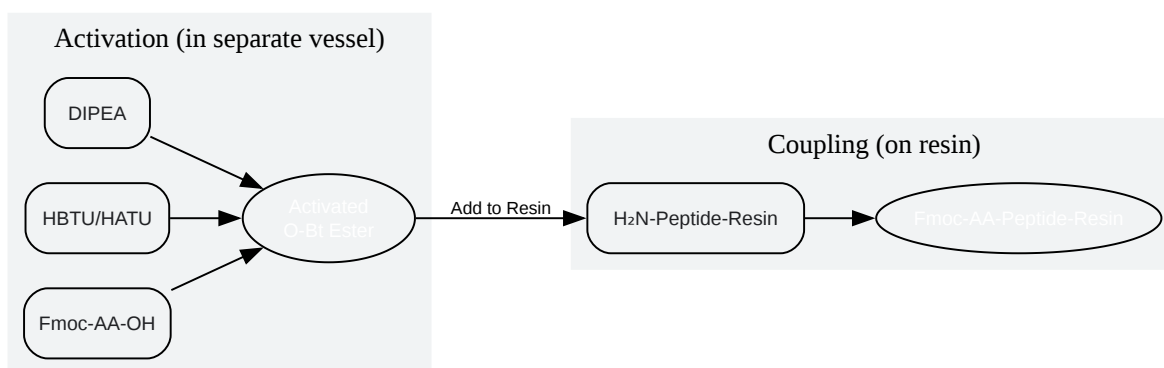 Activation (in separate vessel)
DIPEA
HBTU/HATU
Fmoc-AA-OH
Activated
O-Bt Ester
Add to Resin
Coupling (on resin)
H₂N-Peptide-Resin
Fmoc-AA-Peptide-Resin